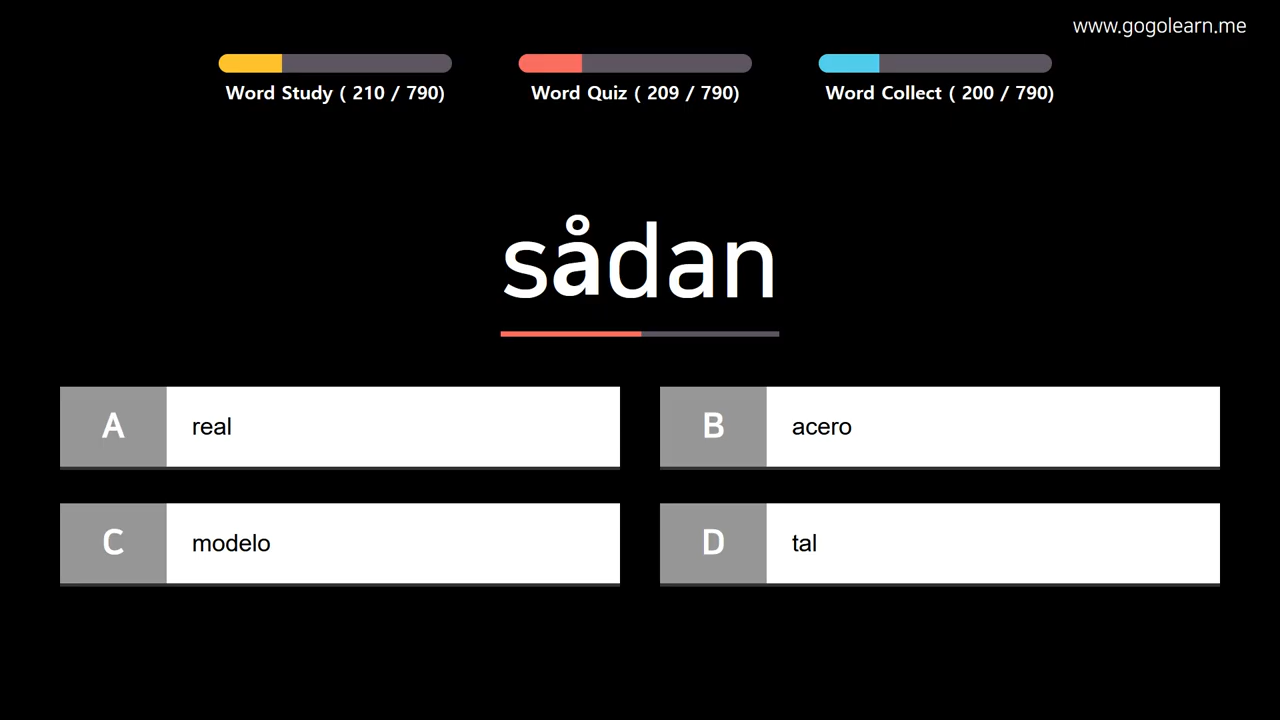 www.gogolearn.me
Word Study ( 210 / 790)
Word Quiz ( 209 / 790)
Word Collect ( 200 / 790)
sådan
A
real
B
acero
C
modelo
D
tal